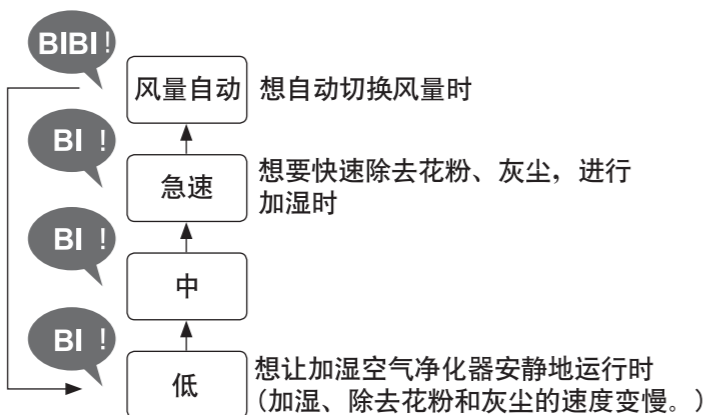 BIBI!
风量自动 想自动切换风量时
BI !
急速 想要快速除去花粉、灰尘，进行
加湿时
BI !
中
BI !
低 想让加湿空气净化器安静地运行时
（加湿、除去花粉和灰尘的速度变慢。）